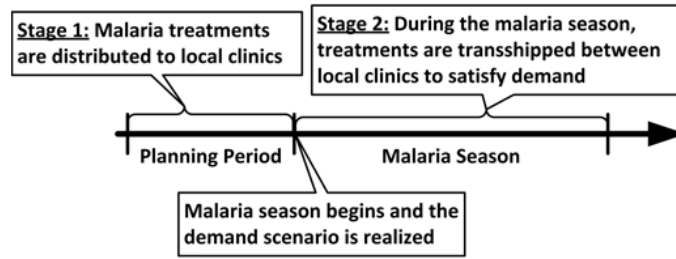 Stage 1: Malaria treatments
are distributed to local clinics
Stage 2: During the malaria season,
treatments are transshipped between
local clinics to satisfy demand
Planning Period
Malaria Season
Malaria season begins and the
demand scenario is realized